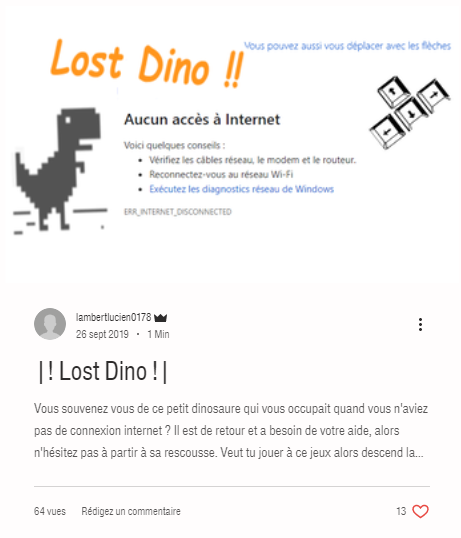 Lost Dino !!
Vous pouvez aussi vous déplacer avec les flèches
Aucun accès à Internet
Voici quelques conseils :
• Vérifiez les câbles réseau, le modem et le routeur.
• Reconnectez-vous au réseau Wi-Fi
• Exécutez les diagnostics réseau de Windows
ERR_INTERNET_DISCONNECTED
lambertlucien0178
26 sept 2019 • 1 Min
|! Lost Dino !|
Vous souvenez vous de ce petit dinosaure qui vous occupait quand vous n'aviez
pas de connexion internet ? Il est de retour et a besoin de votre aide, alors
n'hésitez pas à partir à sa rescousse. Veut tu jouer à ce jeux alors descend la...
64 vues Rédigez un commentaire 13